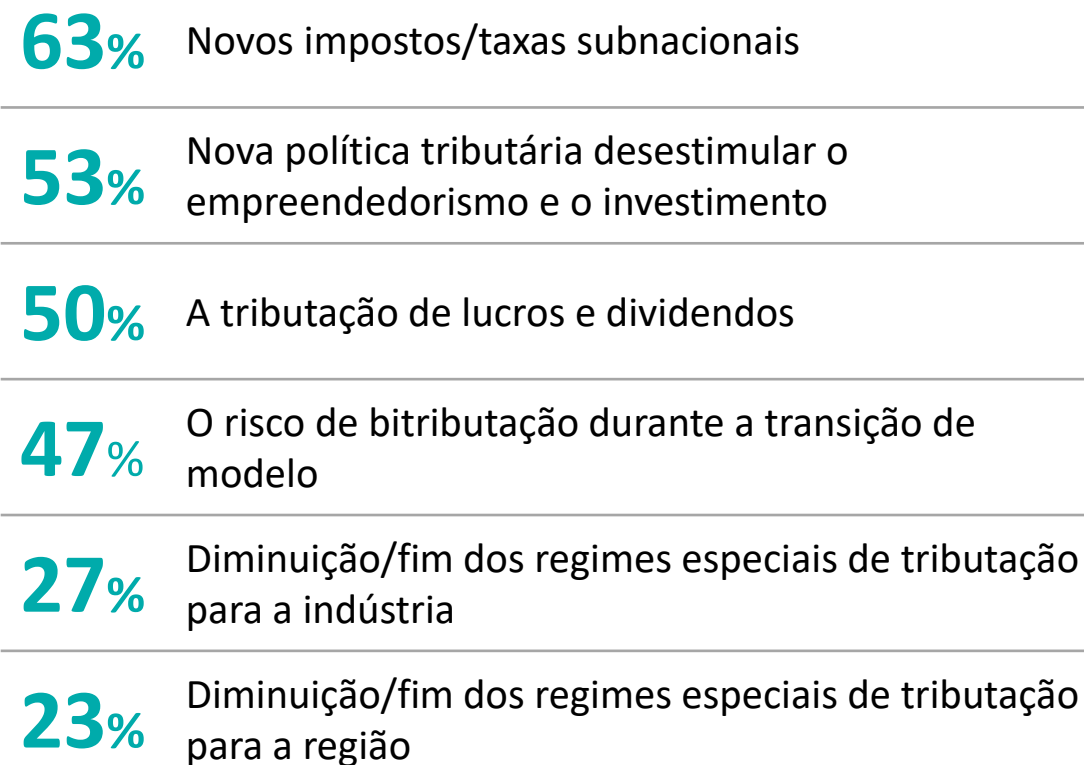 63% Novos impostos/taxas subnacionais
53% Nova política tributária desestimular o
empreendedorismo e o investimento
50% A tributação de lucros e dividendos
47% O risco de bitributação durante a transição de
modelo
27% Diminuição/fim dos regimes especiais de tributação
para a indústria
23% Diminuição/fim dos regimes especiais de tributação
para a região